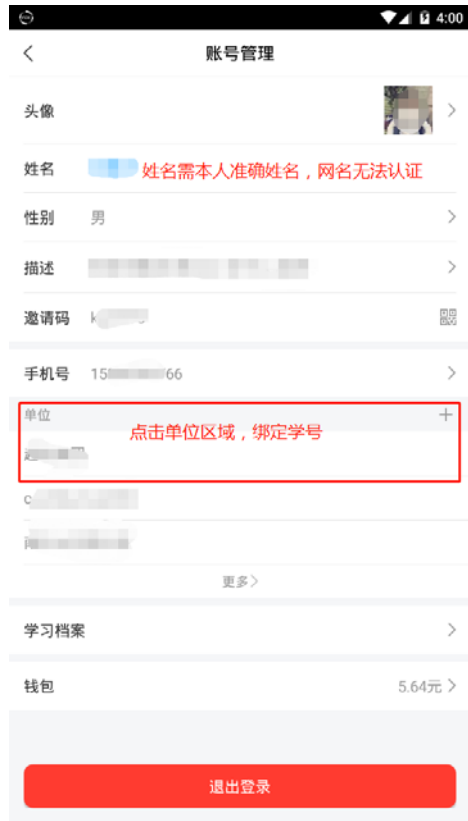 4:00
账号管理
头像
姓名 姓名需本人准确姓名，网名无法认证
性别 男
描述
邀请码 k
手机号 15 66
单位
点击单位区域，绑定学号
更多
学习档案
钱包 5.64元
退出登录